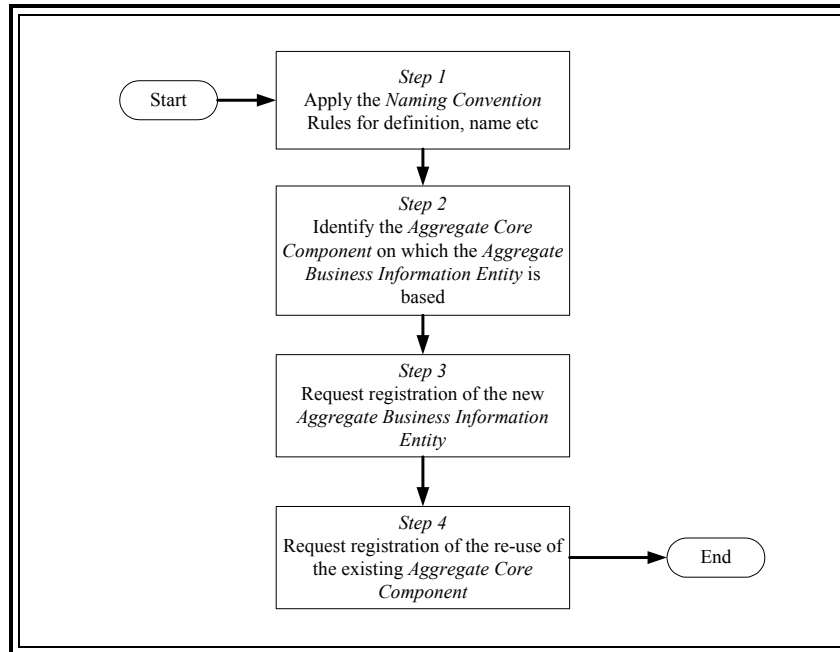 Start
Step 1
Apply the Naming Convention
Rules for definition, name etc
Step 2
Identify the Aggregate Core
Component on which the Aggregate
Business Information Entity is
based
Step 3
Request registration of the new
Aggregate Business Information
Entity
Step 4
Request registration of the re-use of
the existing Aggregate Core
Component
End